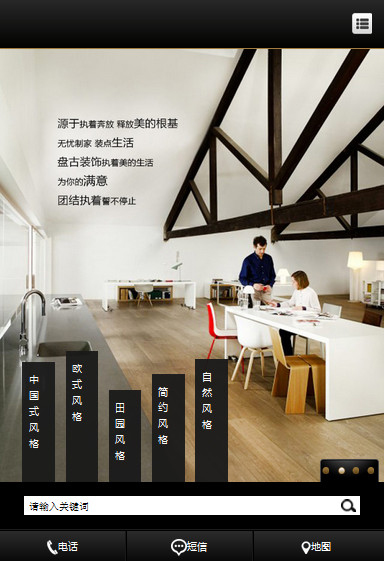 源于执着奔放 释放美的根基
无忧制家 装点生活
盘古装饰执着美的生活
为你的满意
团结执着誓不停止
中国式风格
欧式风格
田园风格
简约风格
自然风格
请输入关键词
电话
短信
地图